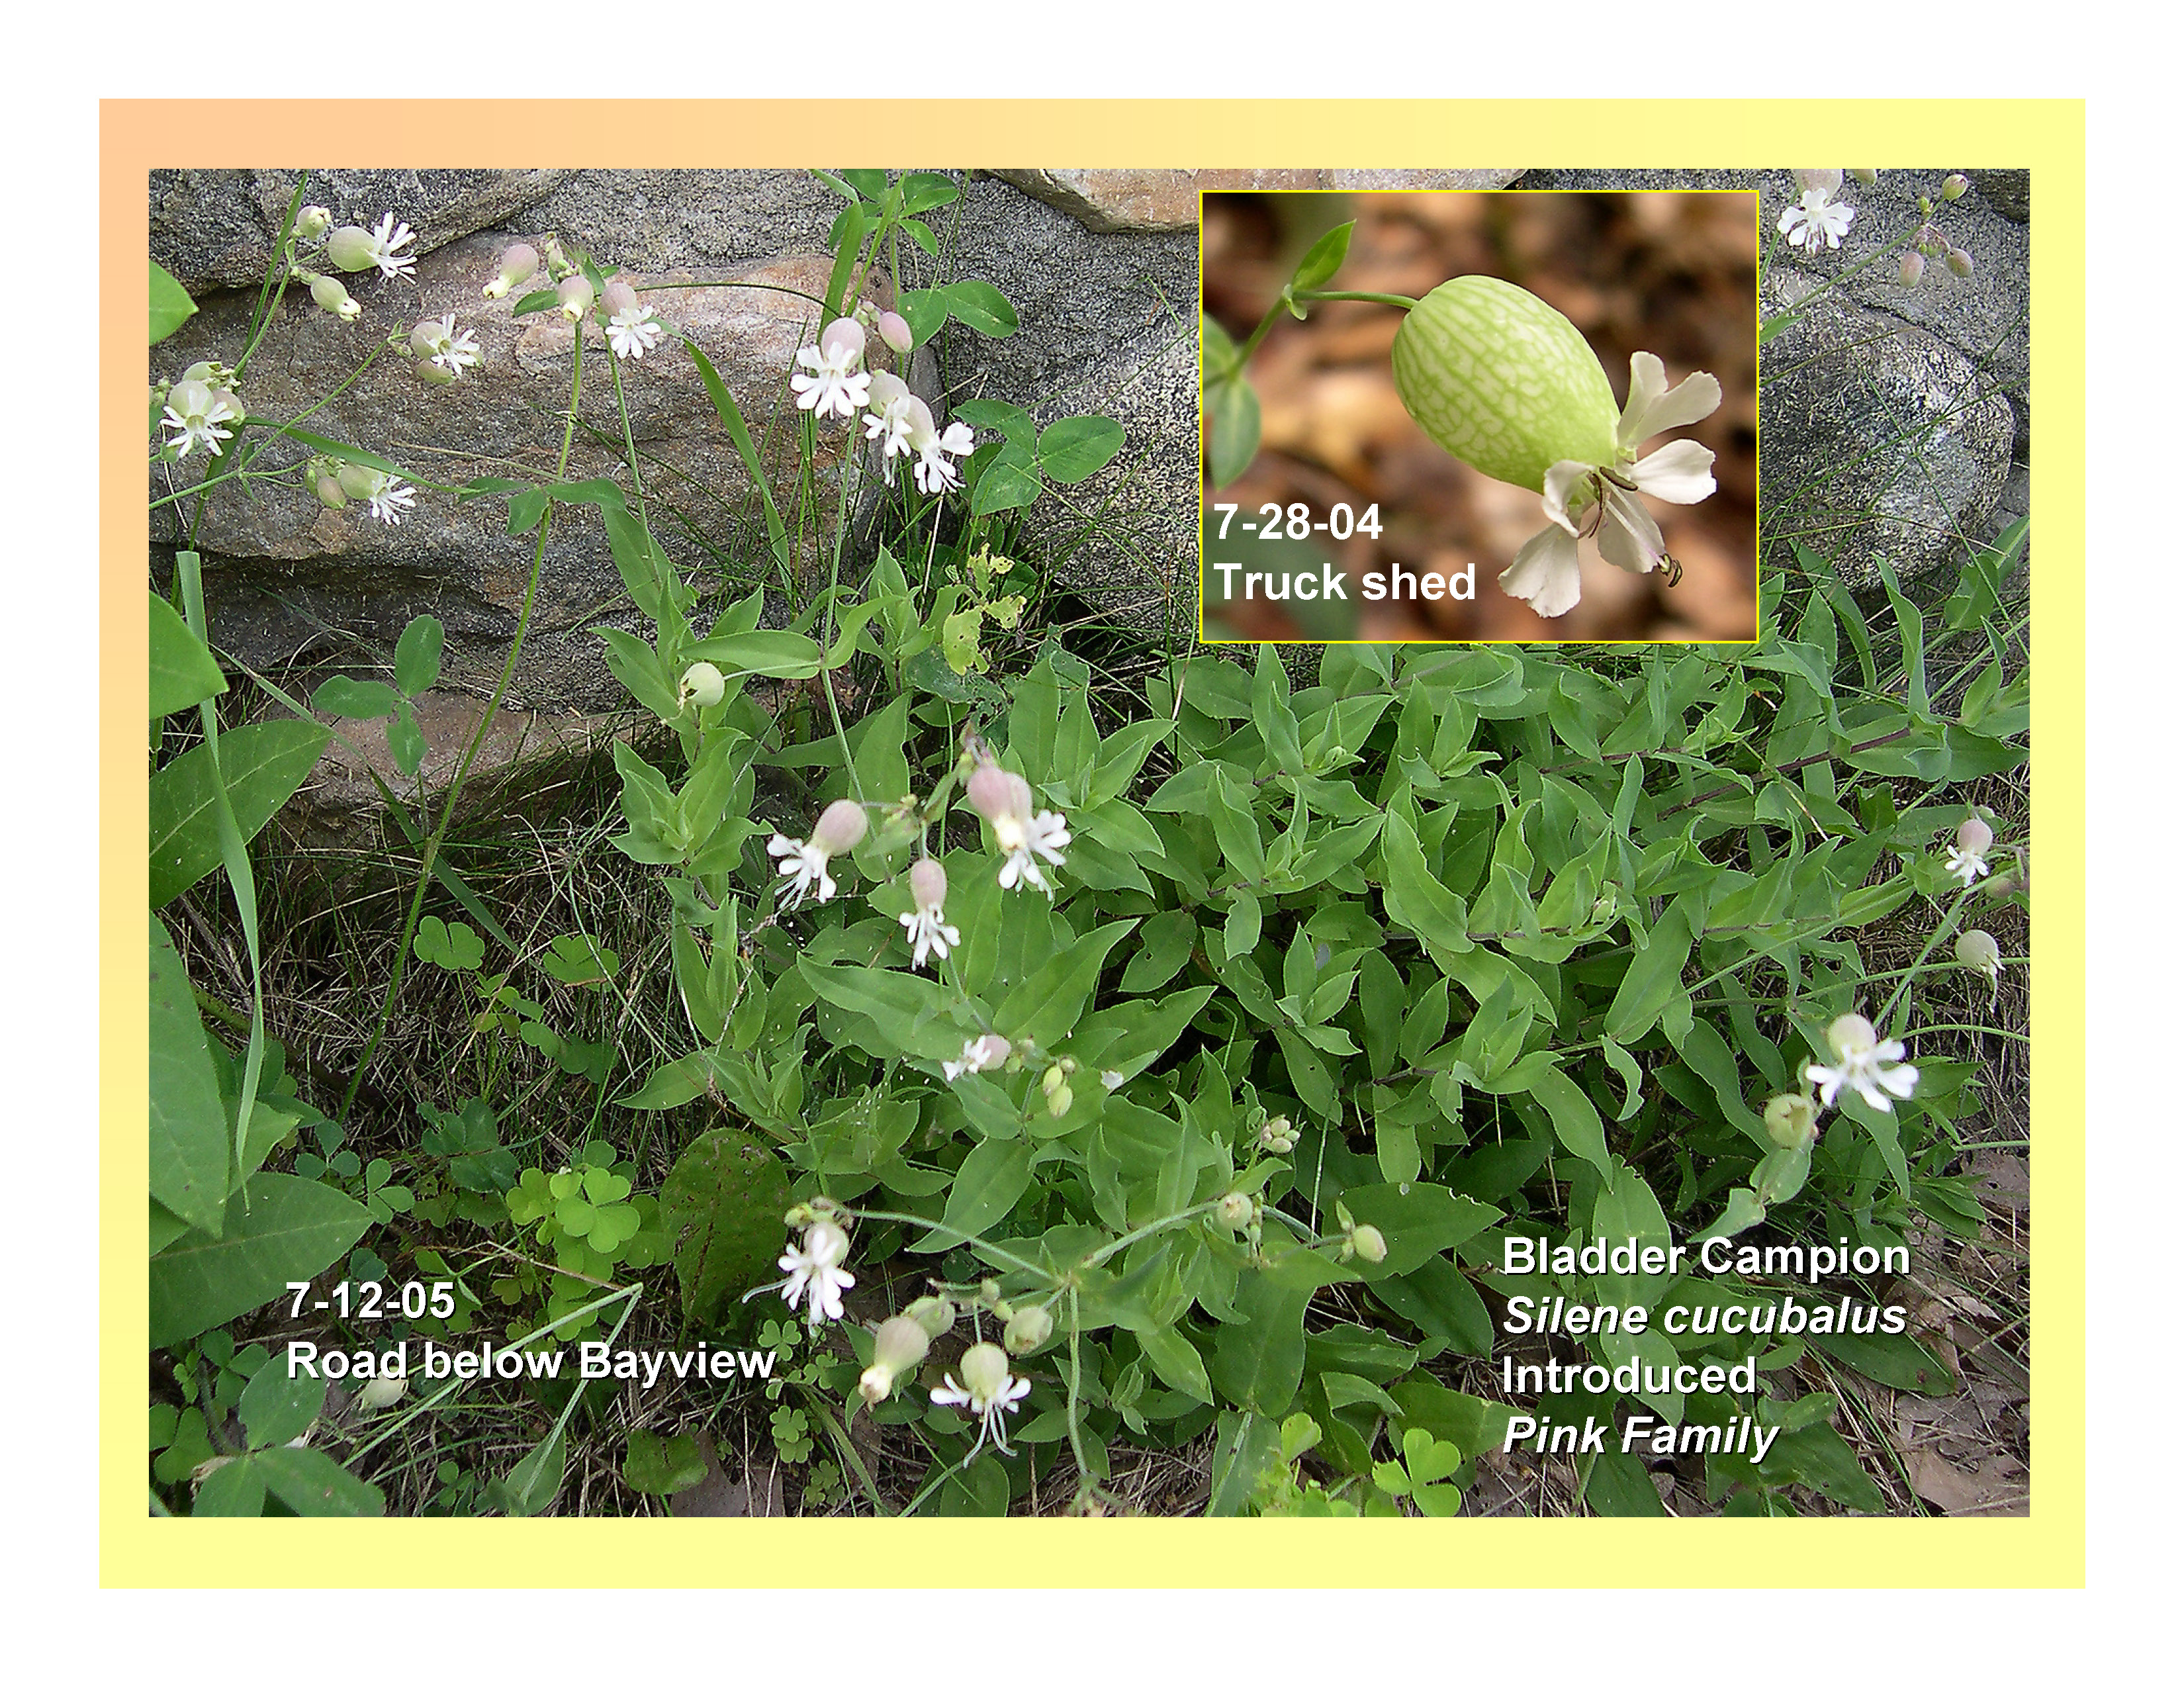 7-28-04
Truck shed
7-12-05
Road below Bayview
Bladder Campion
Silene cucubalus
Introduced
Pink Family